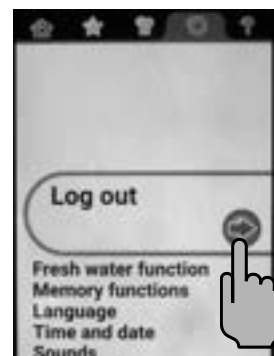 Log out
Fresh water function
Memory functions
Language
Time and date
Sounds